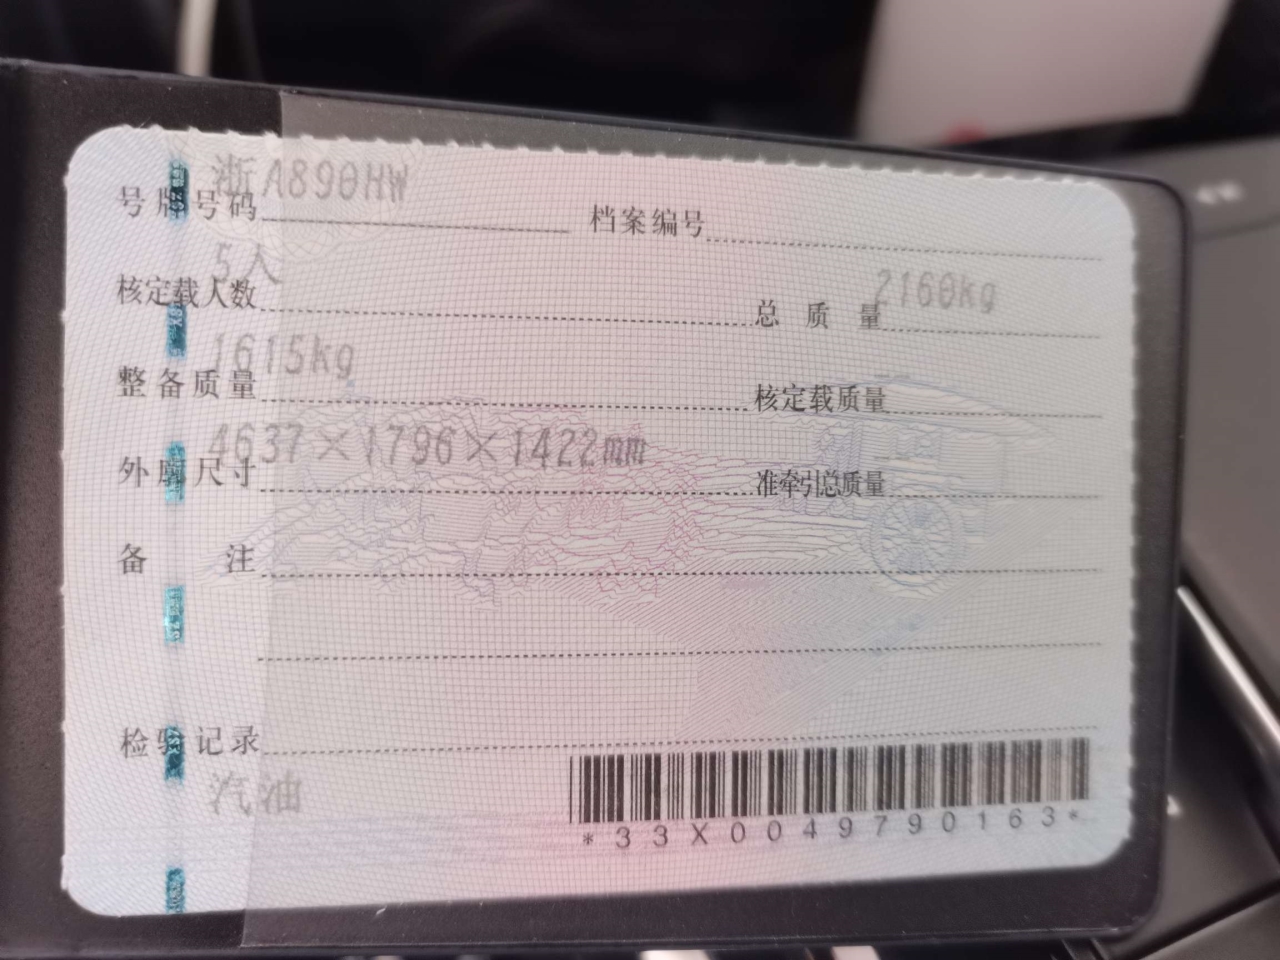 号牌号码 浙A890HW 档案编号
核定载人数 5人 总质量 2160kg
整备质量 1615kg 核定载质量
外廓尺寸 4637×1796×1422mm 准牵引总质量
备注
检验记录
汽油
*33X0049790163*